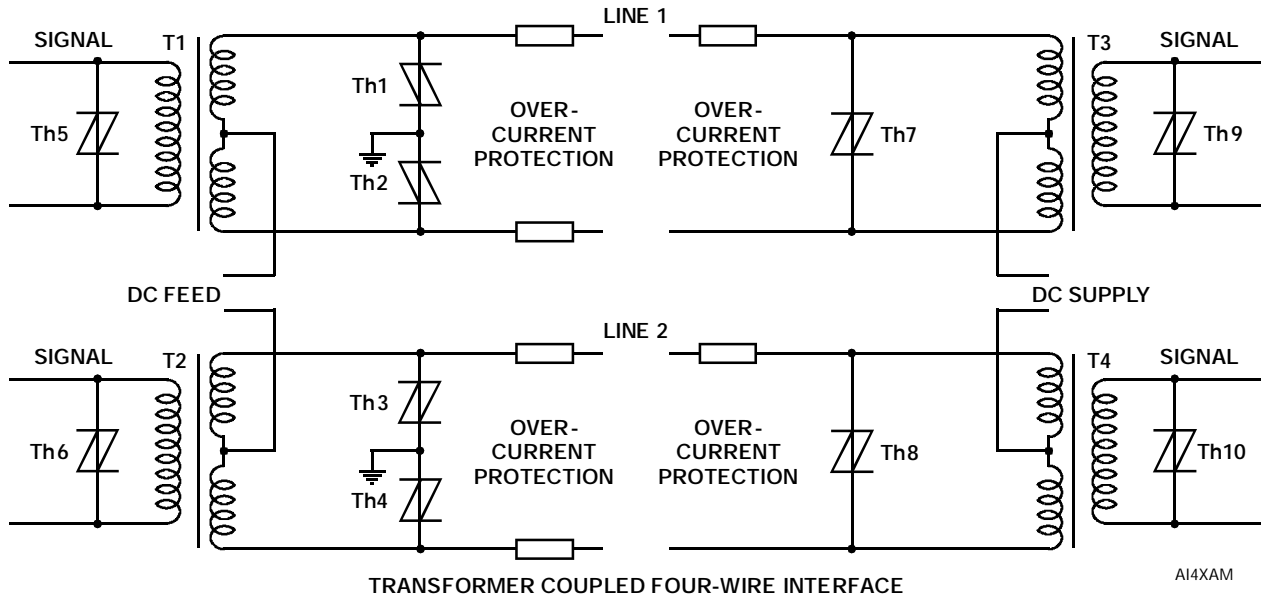 LINE 1
SIGNAL
T1
T3
SIGNAL
Th1
OVER-
CURRENT
PROTECTION
OVER-
CURRENT
PROTECTION
Th5
Th7
Th9
Th2
DC FEED
DC SUPPLY
LINE 2
SIGNAL
T2
T4
SIGNAL
Th3
OVER-
CURRENT
PROTECTION
OVER-
CURRENT
PROTECTION
Th6
Th8
Th10
Th4
AI4XAM
TRANSFORMER COUPLED FOUR-WIRE INTERFACE